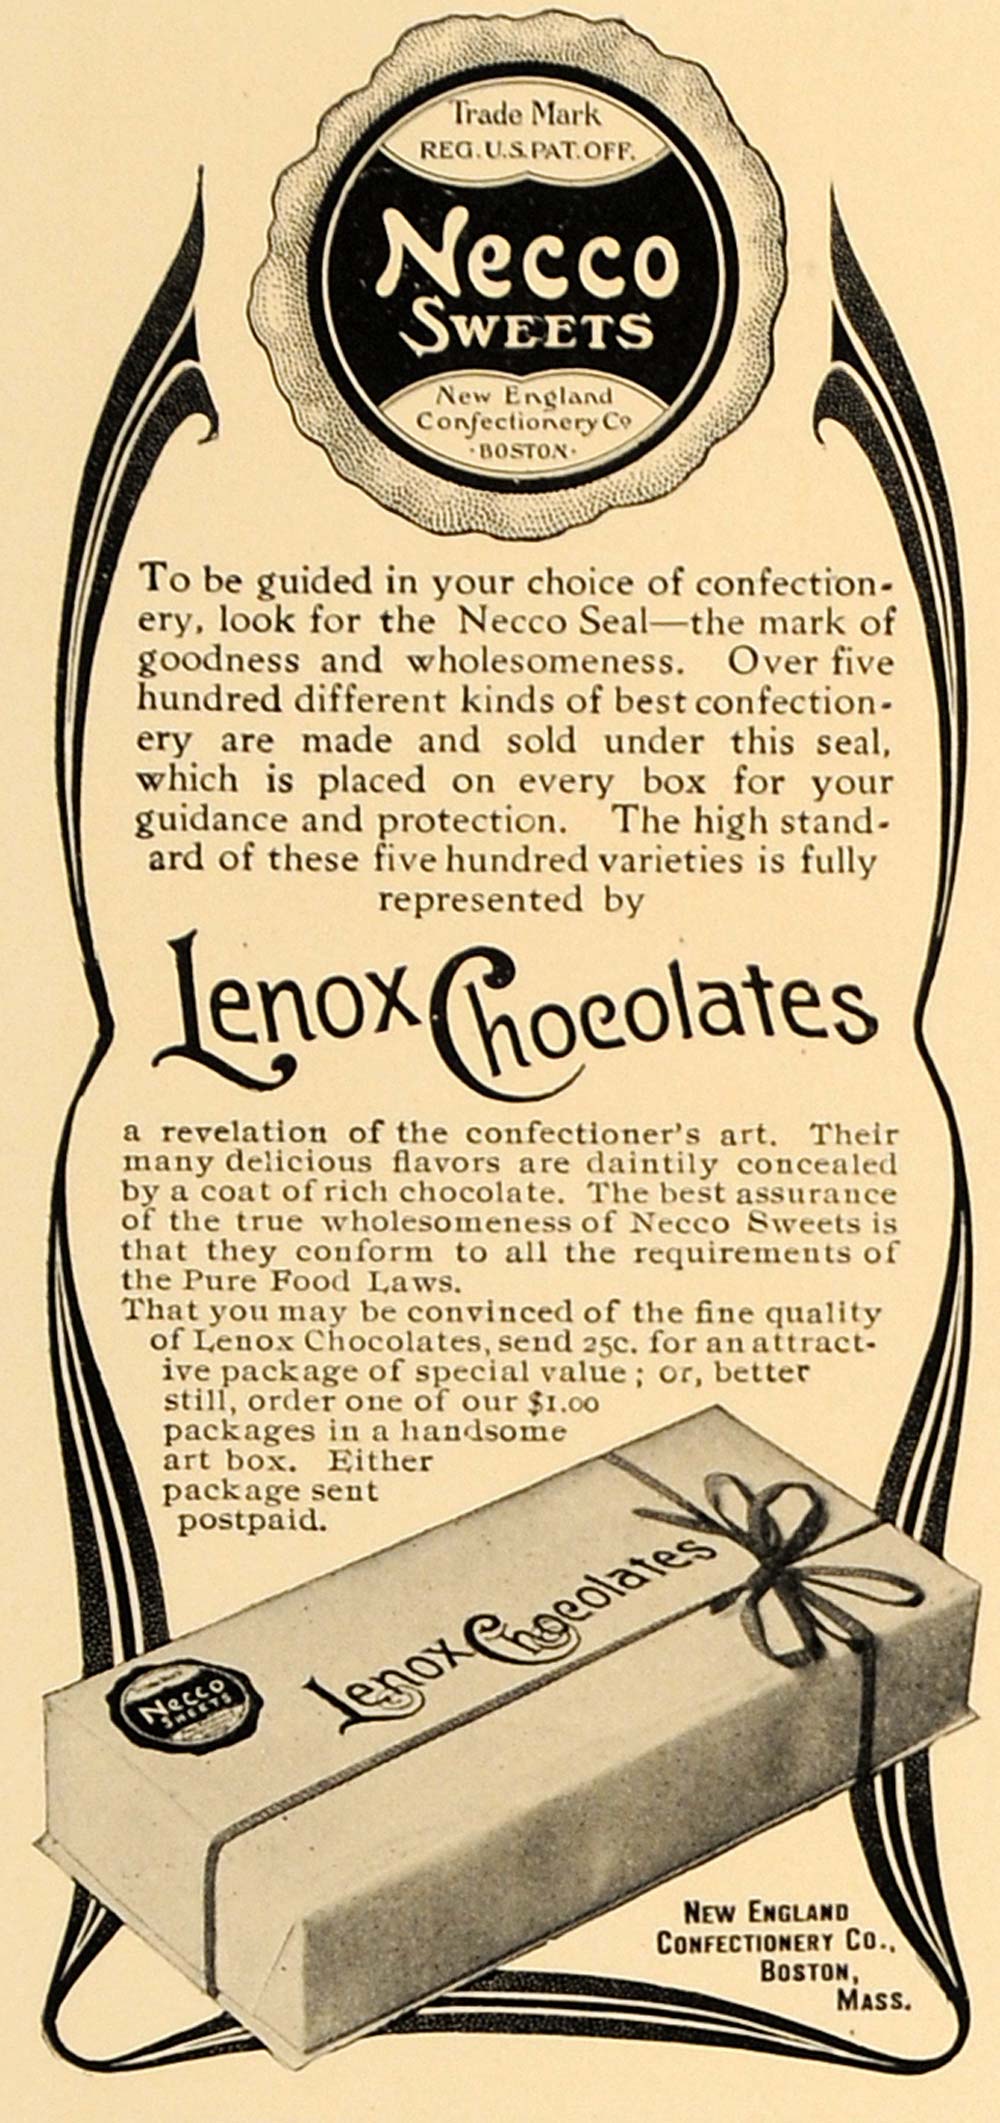 Trade Mark
REG. U.S. PAT. OFF.
Necco
SWEETS
New England
Confectionery Co
·BOSTON·
To be guided in your choice of confection-
ery, look for the Necco Seal—the mark of
goodness and wholesomeness. Over five
hundred different kinds of best confection-
ery are made and sold under this seal,
which is placed on every box for your
guidance and protection. The high stand-
ard of these five hundred varieties is fully
represented by
Lenox Chocolates
a revelation of the confectioner's art. Their
many delicious flavors are daintily concealed
by a coat of rich chocolate. The best assurance
of the true wholesomeness of Necco Sweets is
that they conform to all the requirements of
the Pure Food Laws.
That you may be convinced of the fine quality
of Lenox Chocolates, send 25c. for an attract-
ive package of special value; or, better
still, order one of our $1.00
packages in a handsome
art box. Either
package sent
postpaid.
Lenox Chocolates
Necco
SWEETS
NEW ENGLAND
CONFECTIONERY CO.,
BOSTON,
MASS.